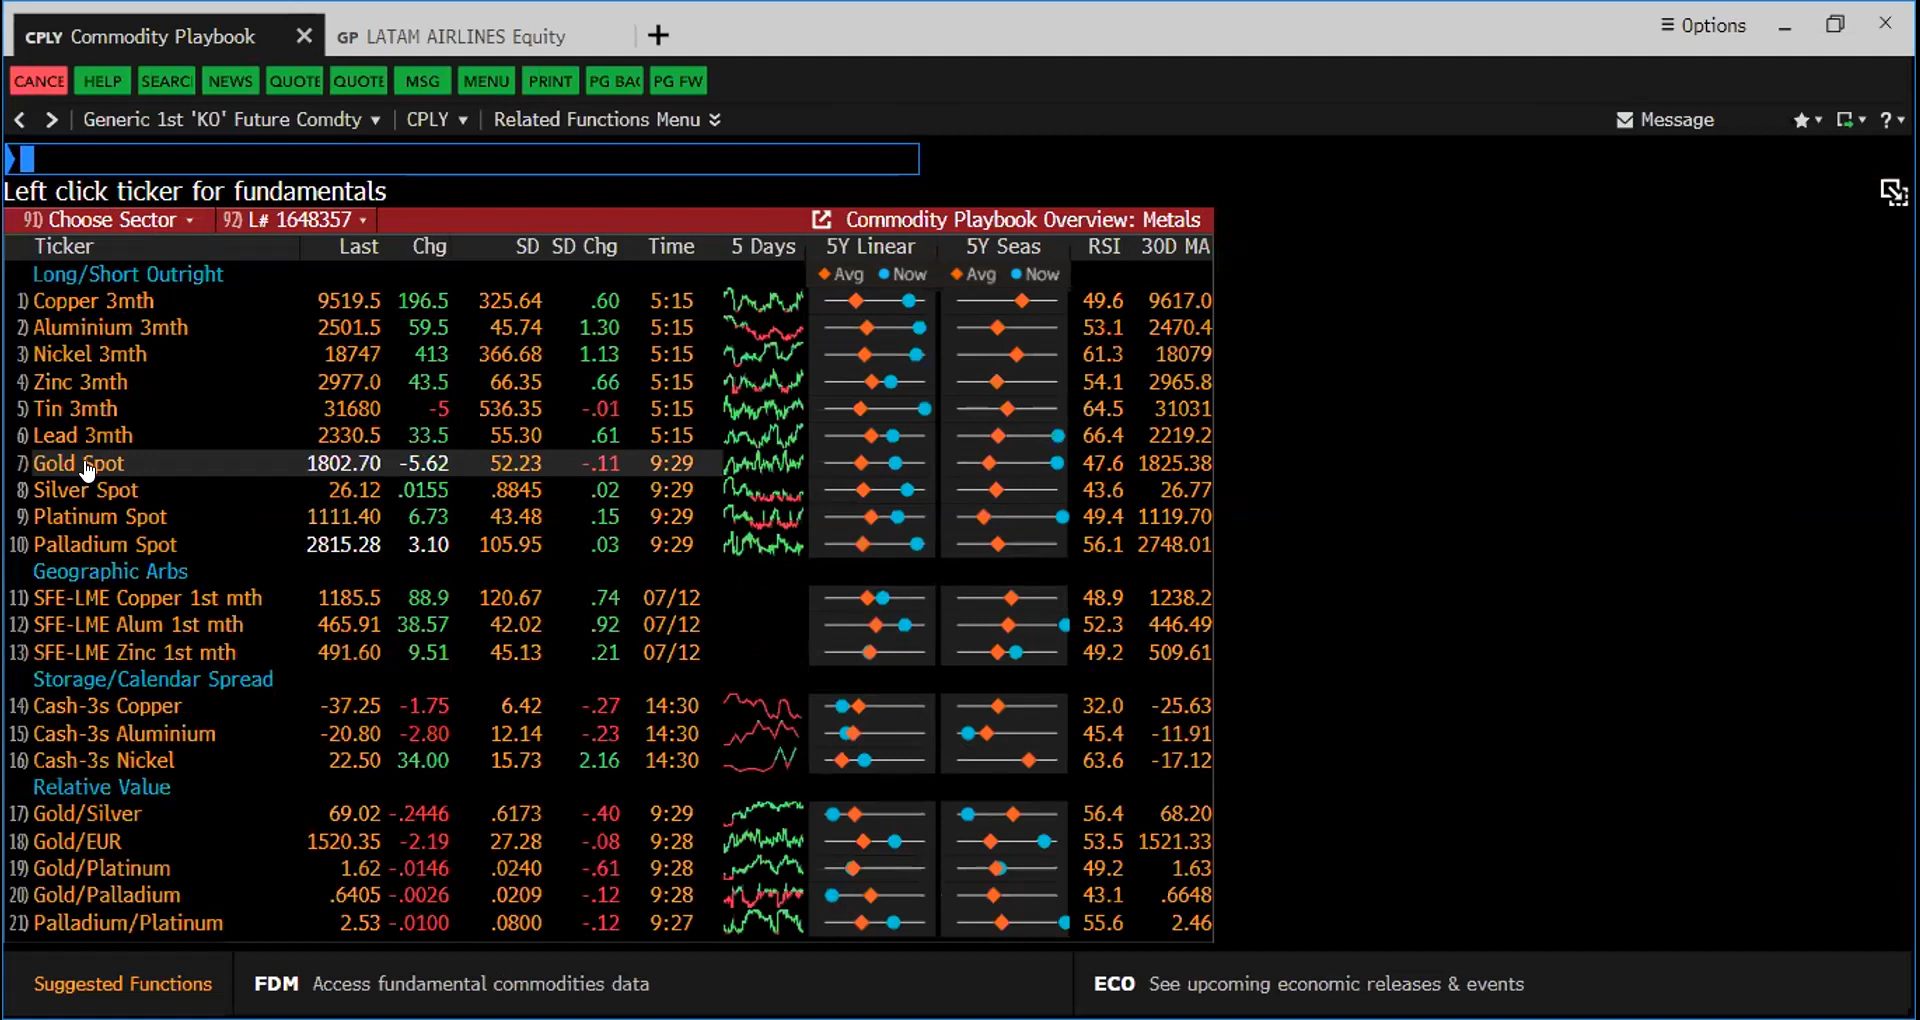 CPLY Commodity Playbook × GP LATAM AIRLINES Equity + Options
CANCE HELP SEARC NEWS QUOTE QUOTE MSG MENU PRINT PG BA PG FW
Generic 1st 'KO' Future Comdty CPLY Related Functions Menu Message ?
Left click ticker for fundamentals
91) Choose Sector 92) L# 1648357 Commodity Playbook Overview: Metals
Ticker Last Chg SD SD Chg Time 5 Days 5Y Linear 5Y Seas RSI 30D MA
Long/Short Outright Avg Now Avg Now
1) Copper 3mth 9519.5 196.5 325.64 .60 5:15 49.6 9617.0
2) Aluminium 3mth 2501.5 59.5 45.74 1.30 5:15 53.1 2470.4
3) Nickel 3mth 18747 413 366.68 1.13 5:15 61.3 18079
4) Zinc 3mth 2977.0 43.5 66.35 .66 5:15 54.1 2965.8
5) Tin 3mth 31680 -5 536.35 -.01 5:15 64.5 31031
6) Lead 3mth 2330.5 33.5 55.30 .61 5:15 66.4 2219.2
7) Gold Spot 1802.70 -5.62 52.23 -.11 9:29 47.6 1825.38
8) Silver Spot 26.12 .0155 .8845 .02 9:29 43.6 26.77
9) Platinum Spot 1111.40 6.73 43.48 .15 9:29 49.4 1119.70
10) Palladium Spot 2815.28 3.10 105.95 .03 9:29 56.1 2748.01
Geographic Arbs
11) SFE-LME Copper 1st mth 1185.5 88.9 120.67 .74 07/12 48.9 1238.2
12) SFE-LME Alum 1st mth 465.91 38.57 42.02 .92 07/12 52.3 446.49
13) SFE-LME Zinc 1st mth 491.60 9.51 45.13 .21 07/12 49.2 509.61
Storage/Calendar Spread
14) Cash-3s Copper -37.25 -1.75 6.42 -.27 14:30 32.0 -25.63
15) Cash-3s Aluminium -20.80 -2.80 12.14 -.23 14:30 45.4 -11.91
16) Cash-3s Nickel 22.50 34.00 15.73 2.16 14:30 63.6 -17.12
Relative Value
17) Gold/Silver 69.02 -.2446 .6173 -.40 9:29 56.4 68.20
18) Gold/EUR 1520.35 -2.19 27.28 -.08 9:28 53.5 1521.33
19) Gold/Platinum 1.62 -.0146 .0240 -.61 9:28 49.2 1.63
20) Gold/Palladium .6405 -.0026 .0209 -.12 9:28 43.1 .6648
21) Palladium/Platinum 2.53 -.0100 .0800 -.12 9:27 55.6 2.46
Suggested Functions FDM Access fundamental commodities data ECO See upcoming economic releases & events